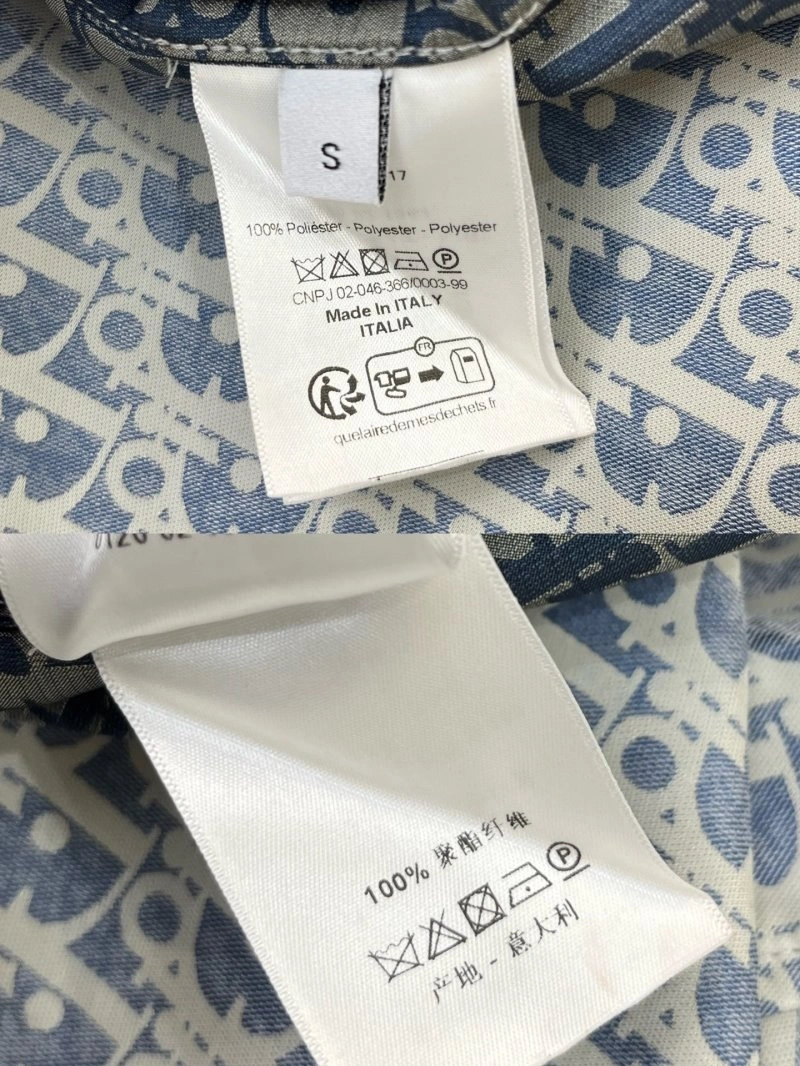 S
17
100% Poliéster - Polyester - Polyester
P
CNPJ 02-046-366/0003-99
Made In ITALY
ITALIA
FR
quelairedemesdechets.fr
100% 聚酯纤维
P
产地 - 意大利